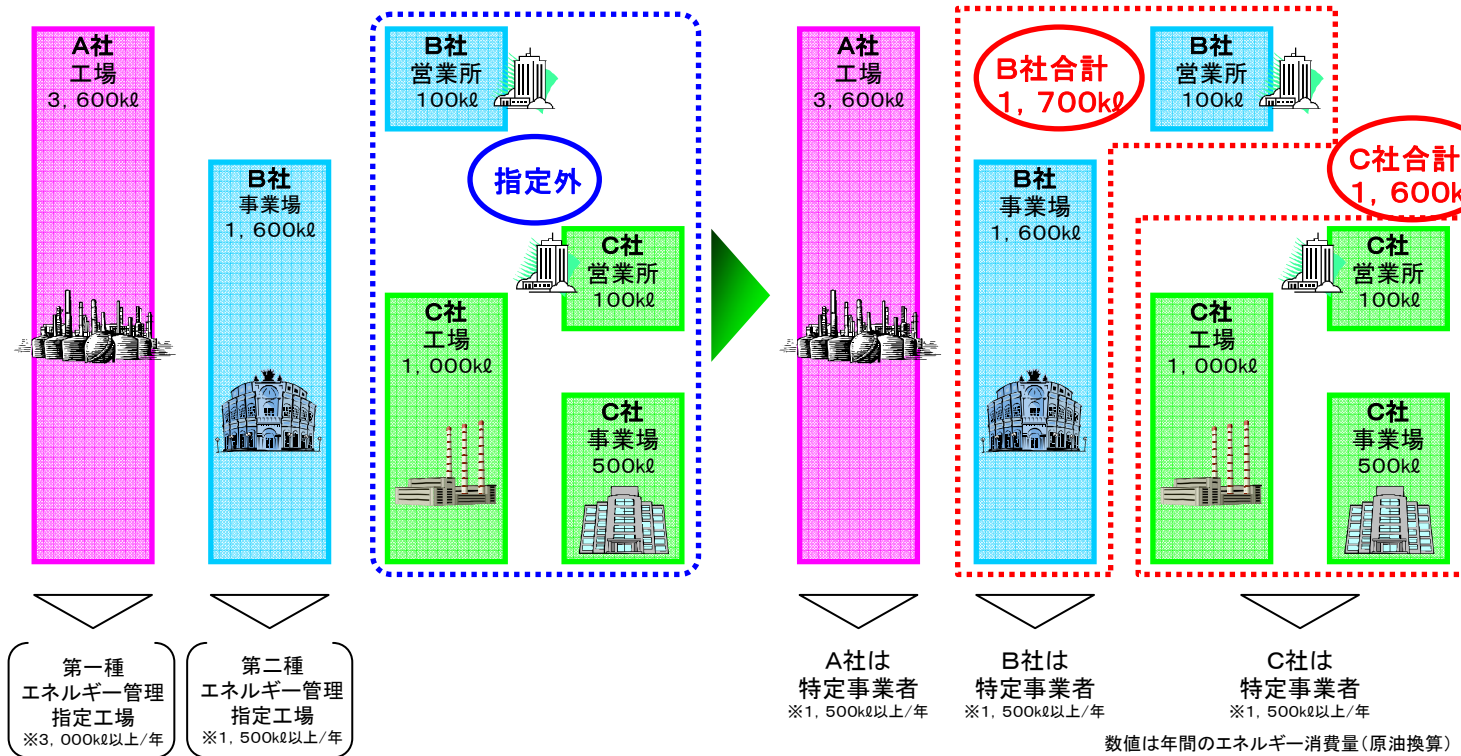 A社
工場
3, 600kℓ
B社
事業場
1, 600kℓ
B社
営業所
100kℓ
指定外
C社
営業所
100kℓ
C社
工場
1, 000kℓ
C社
事業場
500kℓ
第一種
エネルギー管理
指定工場
※3, 000kℓ以上/年
第二種
エネルギー管理
指定工場
※1, 500kℓ以上/年
A社
工場
3, 600kℓ
B社合計
1, 700kℓ
B社
営業所
100kℓ
B社
事業場
1, 600kℓ
C社合計
1, 600k
C社
営業所
100kℓ
C社
工場
1, 000kℓ
C社
事業場
500kℓ
A社は
特定事業者
※1, 500kℓ以上/年
B社は
特定事業者
※1, 500kℓ以上/年
C社は
特定事業者
※1, 500kℓ以上/年
数値は年間のエネルギー消費量(原油換算)